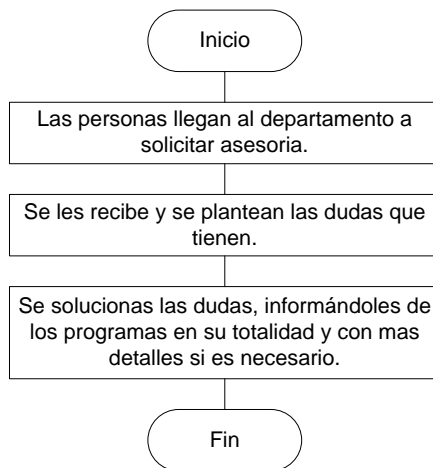 Inicio
Las personas llegan al departamento a
solicitar asesoria.
Se les recibe y se plantean las dudas que
tienen.
Se solucionas las dudas, informándoles de
los programas en su totalidad y con mas
detalles si es necesario.
Fin